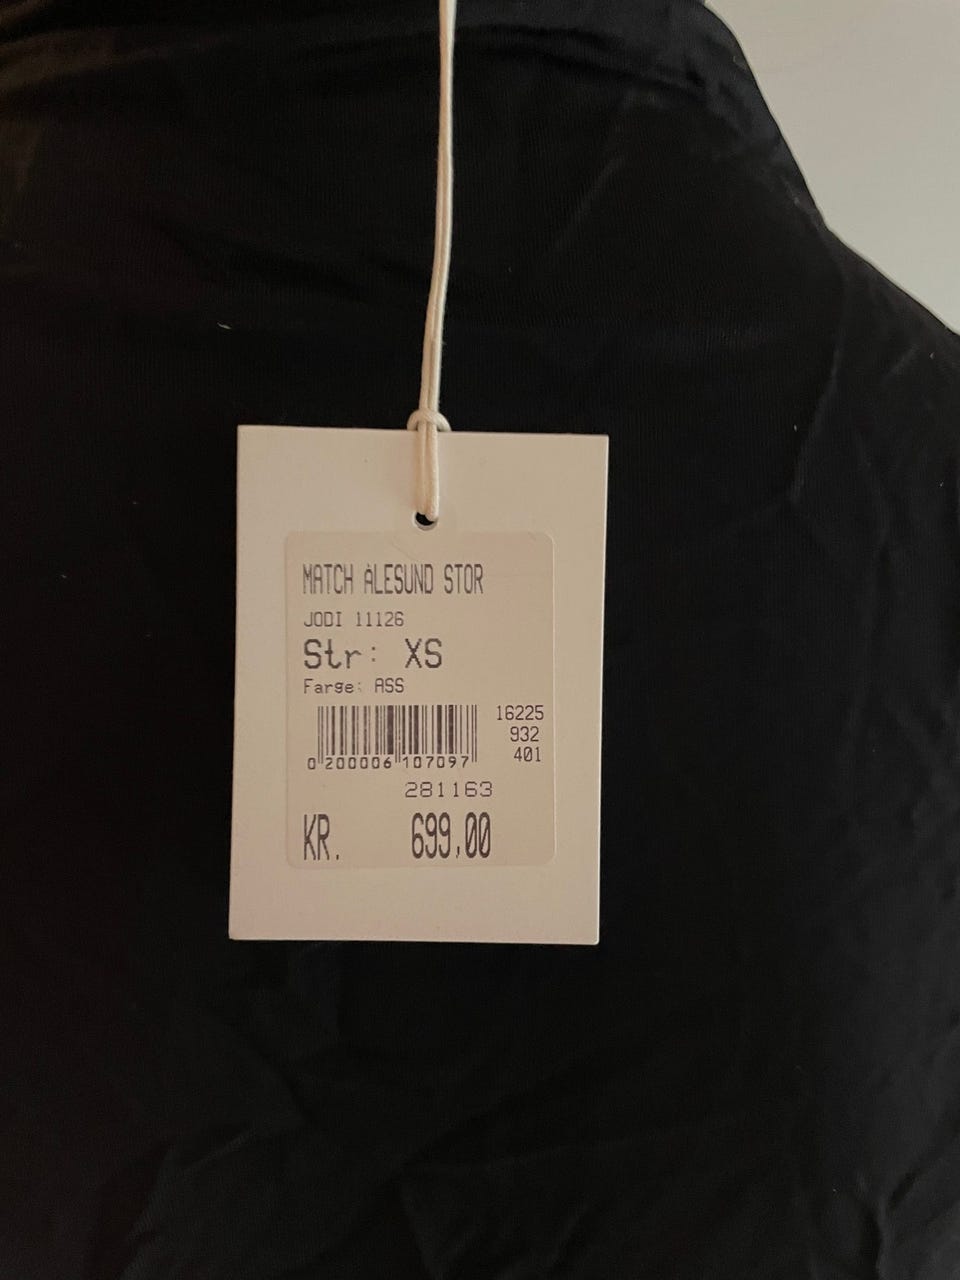 MATCH ÅLESUND STOR
JODI 11126
Str: XS
Farge: ASS
16225
932
401
0 200006 107097
281163
KR. 699,00